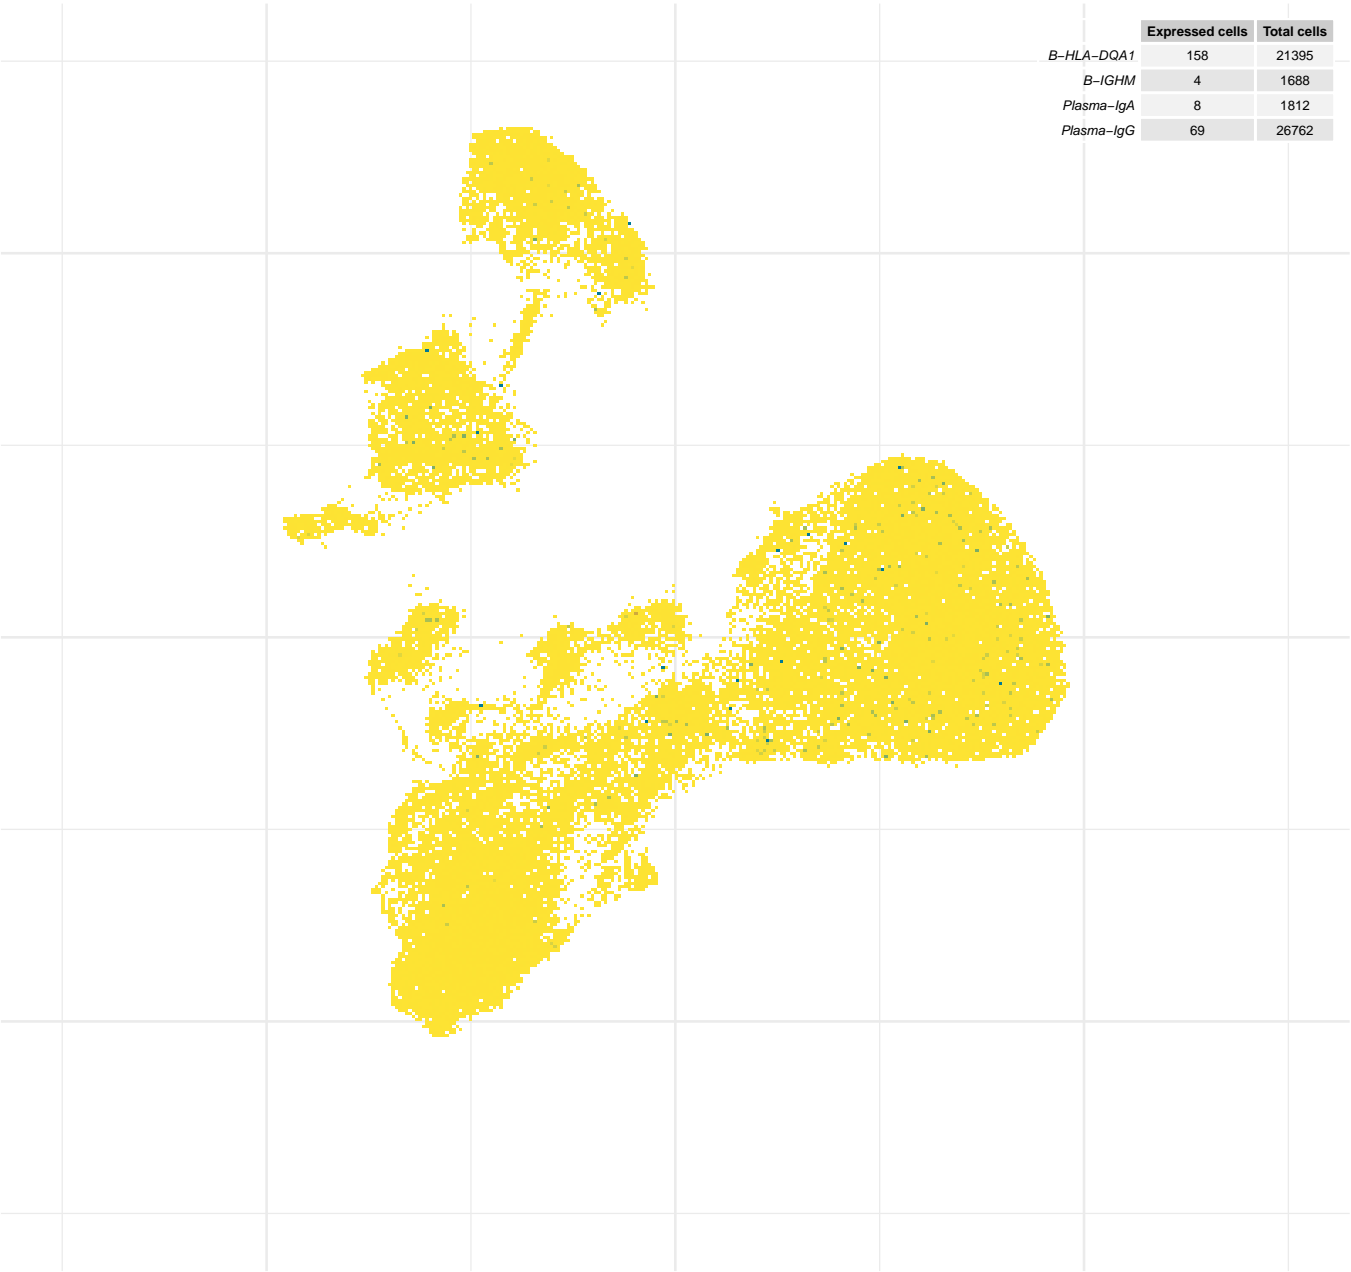 Expressed cells Total cells
B−HLA−DQA1 158 21395
B−IGHM 4 1688
Plasma−IgA 8 1812
Plasma−IgG 69 26762